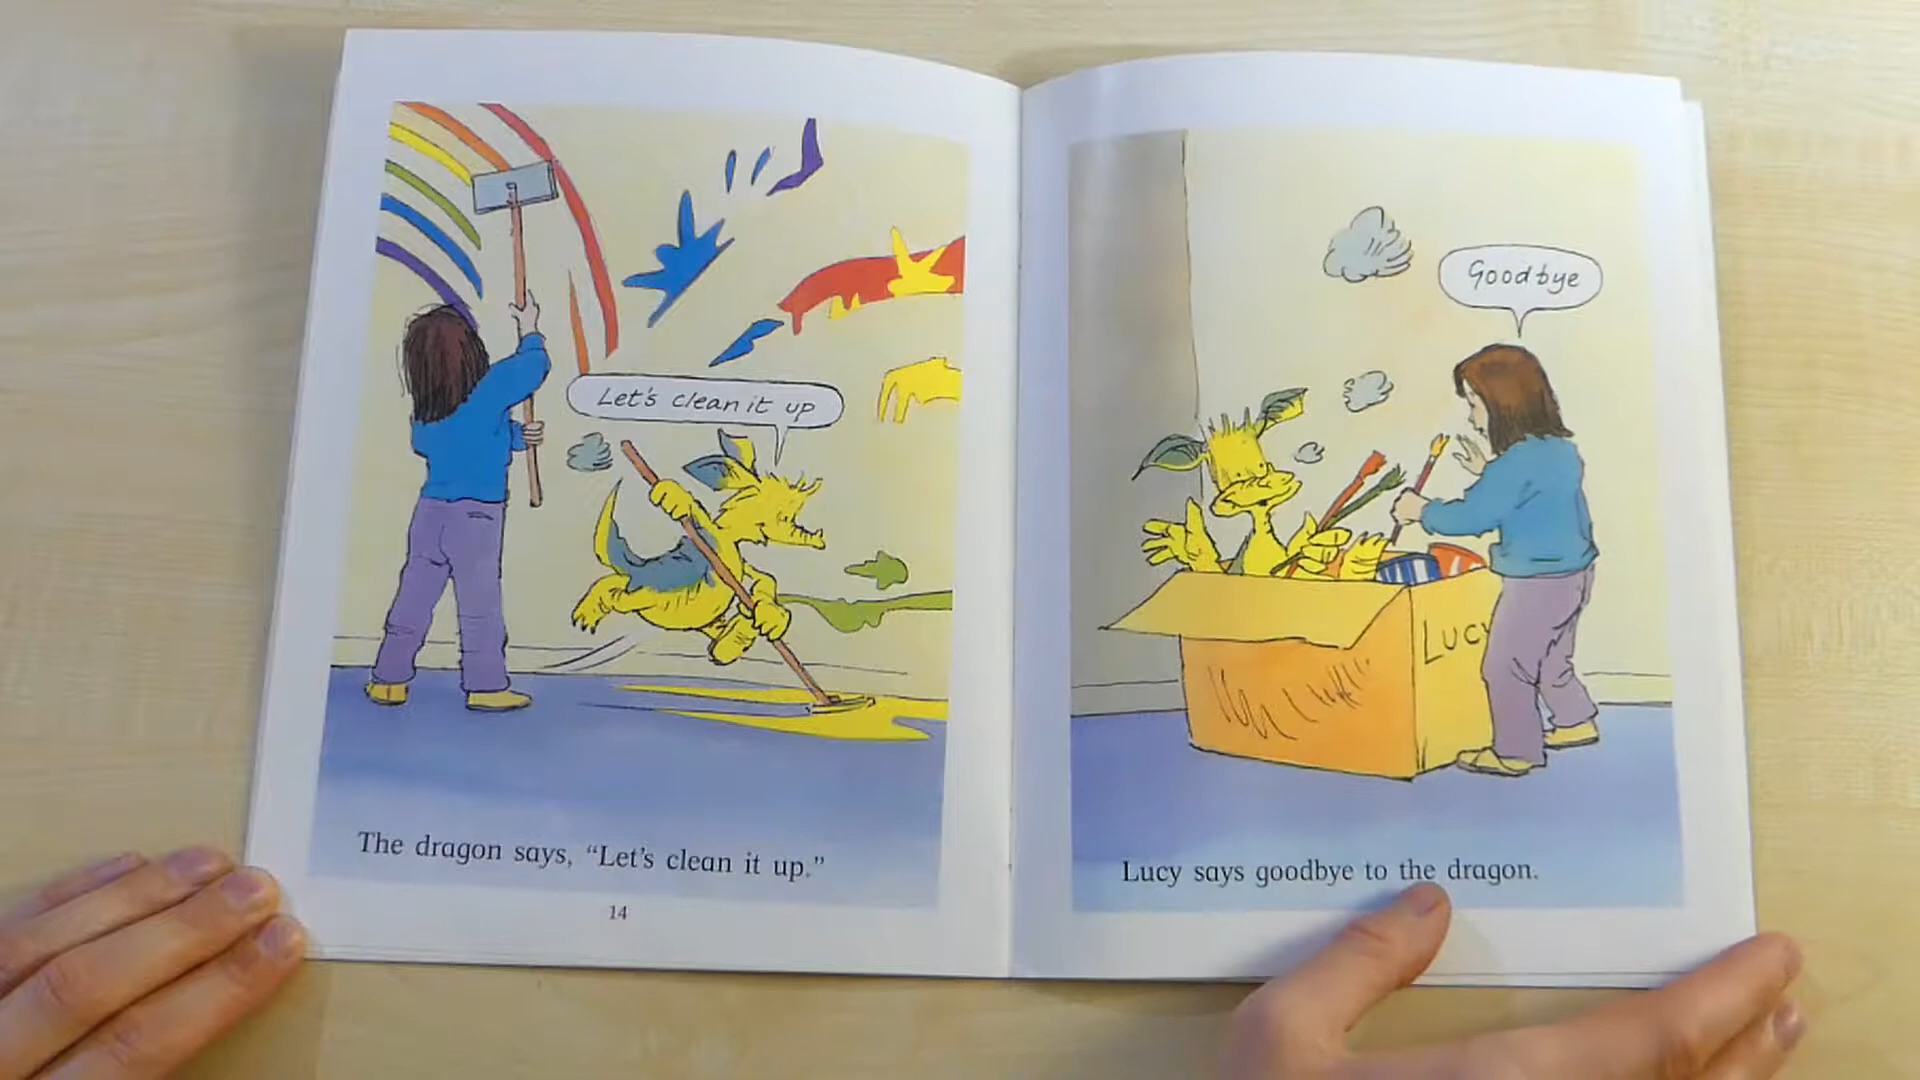 Let's clean it up
The dragon says, “Let's clean it up.”
14
Goodbye
Lucy
Lucy says goodbye to the dragon.